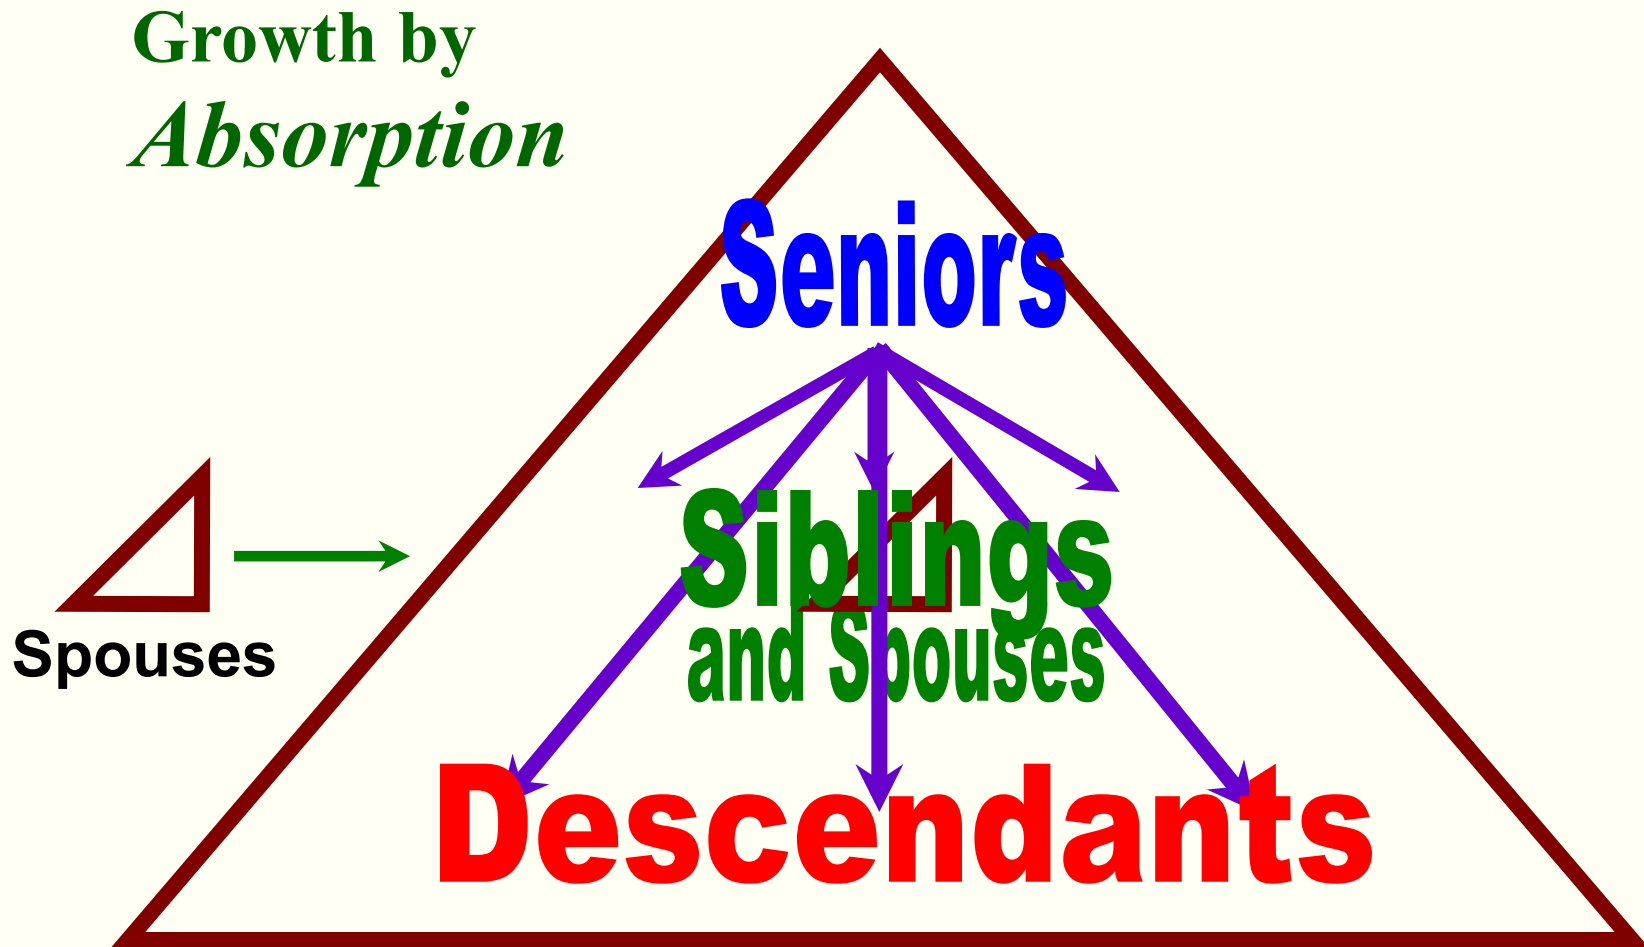 Growth by
Absorption
Seniors
Siblings
and Spouses
Spouses
Descendants